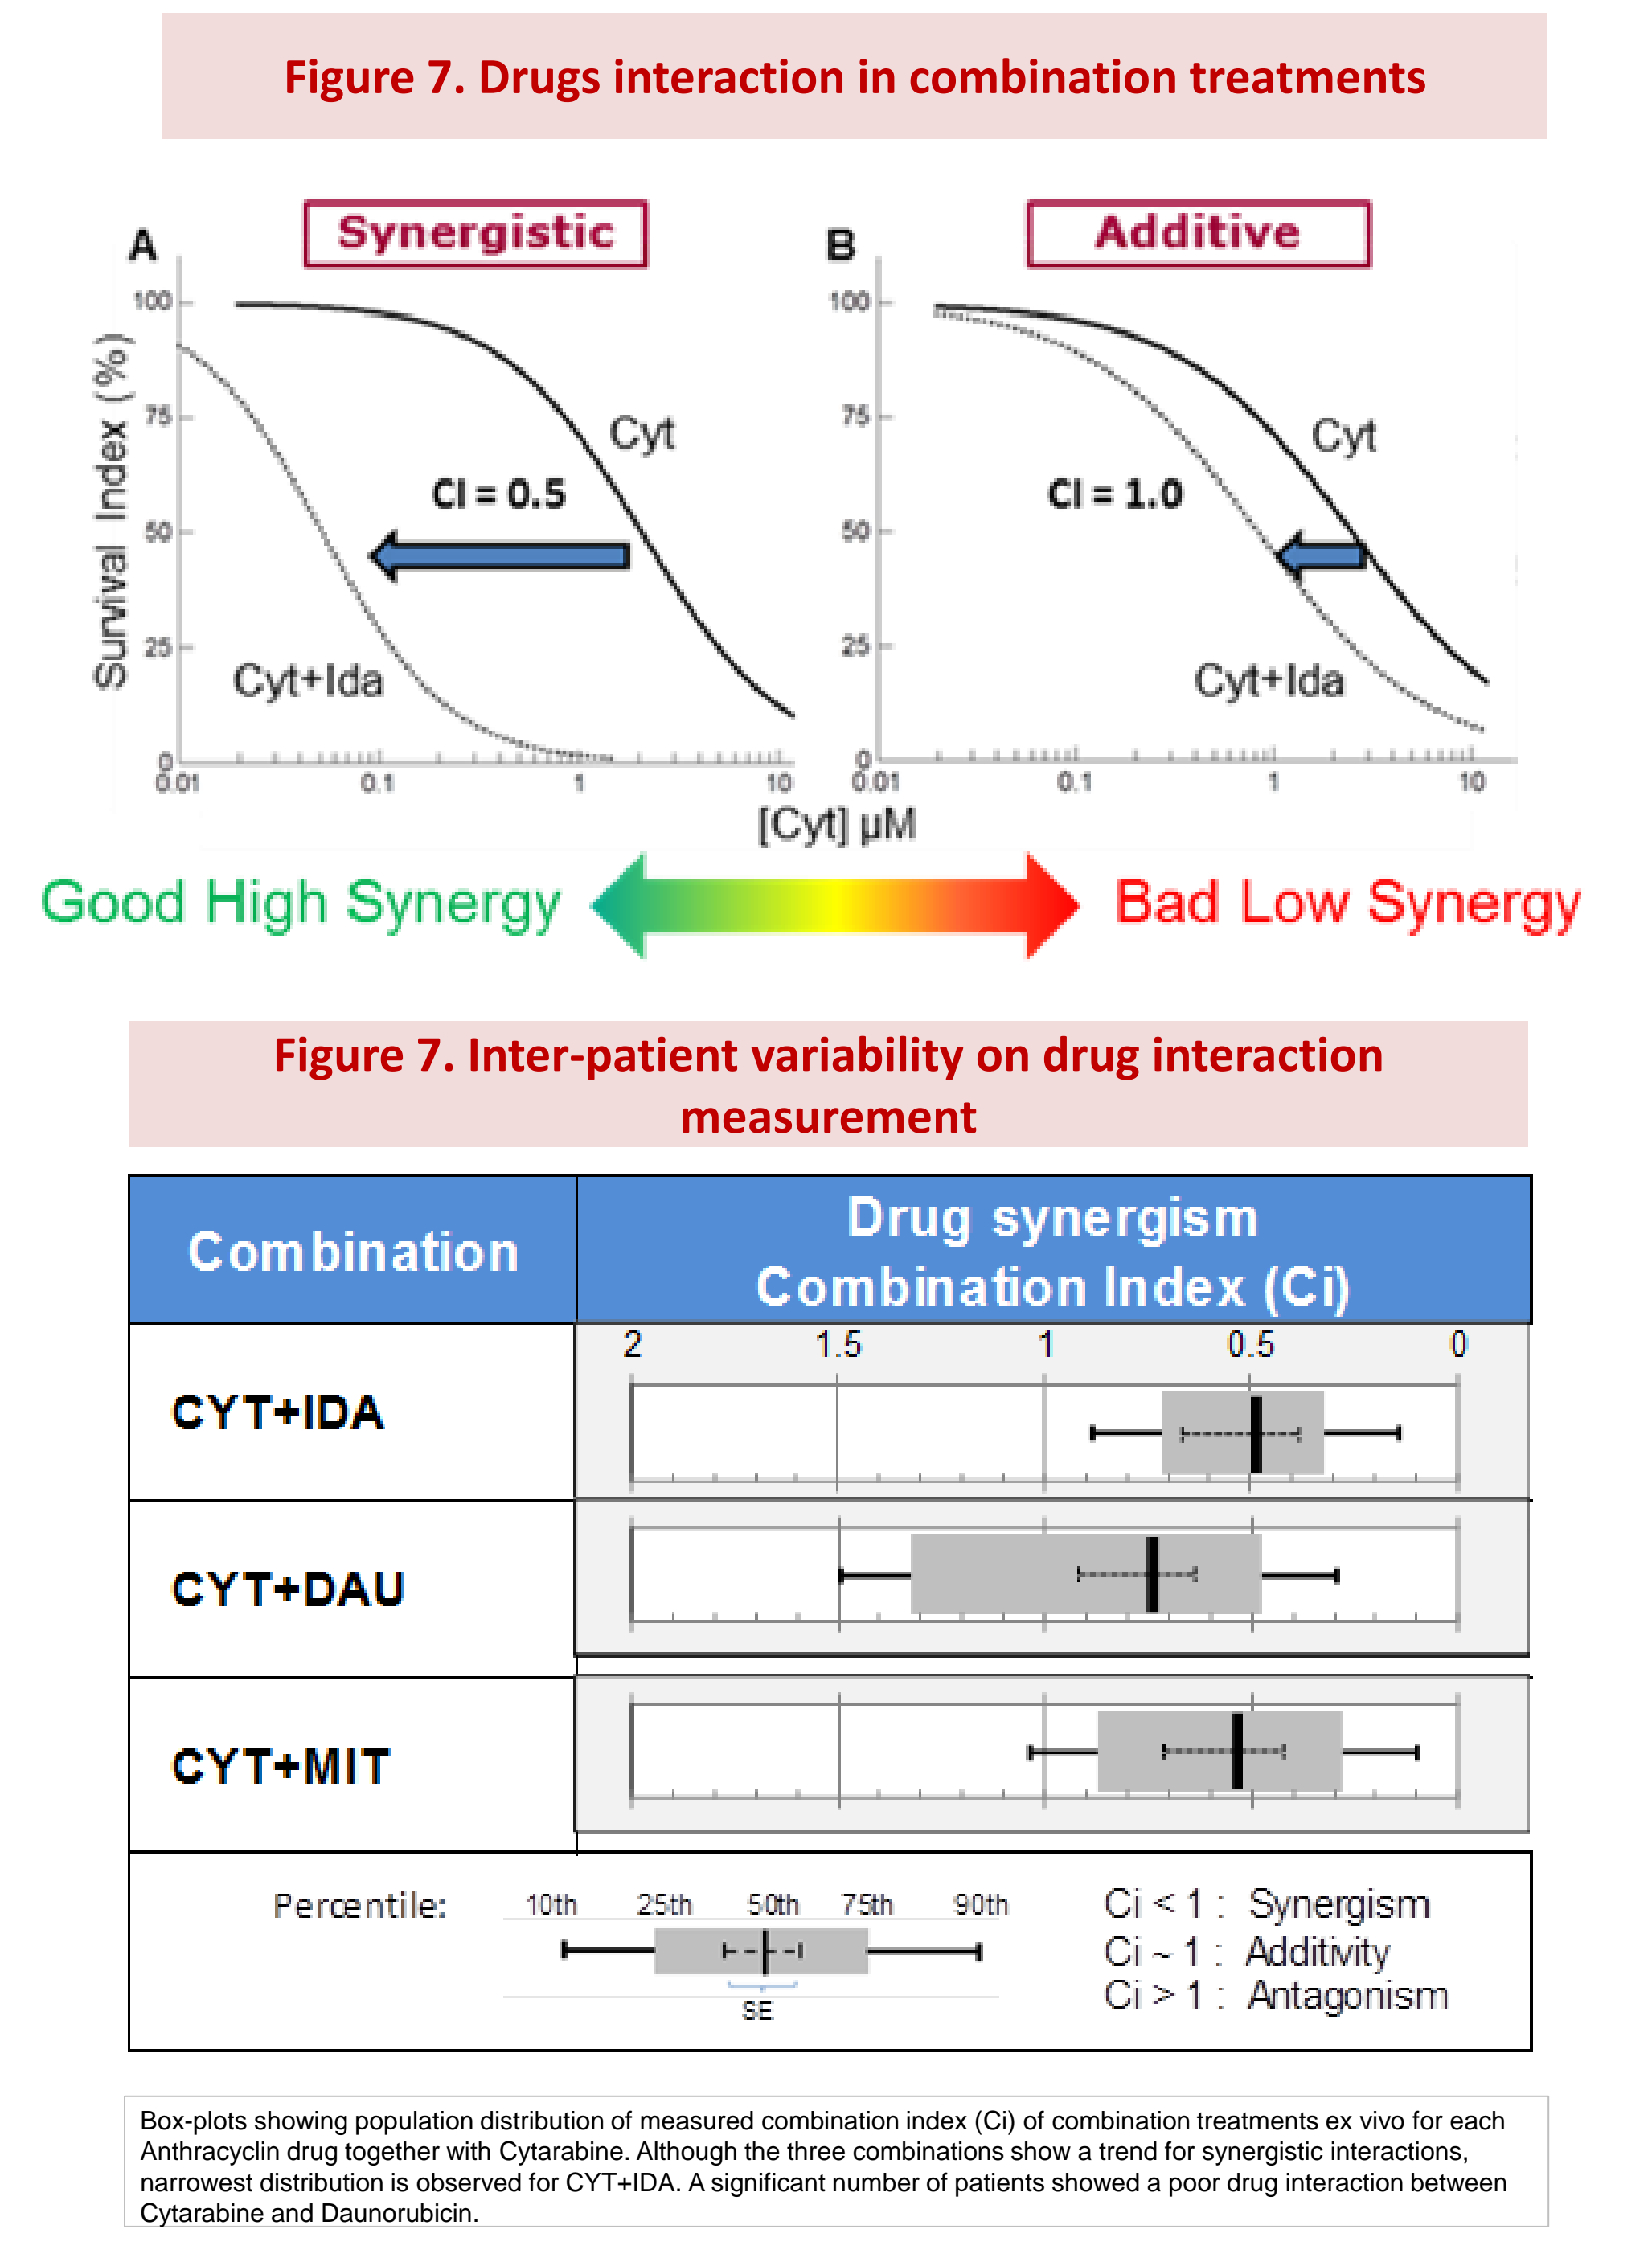 Figure 7. Drugs interaction in combination treatments
A
Synergistic
B
Additive
Survival Index (%)
100
75
50
25
0
0.01
0.1
1
10
Cyt
CI = 0.5
Cyt+Ida
100
75
50
25
0
0.01
0.1
1
10
Cyt
CI = 1.0
Cyt+Ida
[Cyt] µM
Good High Synergy
Bad Low Synergy
Figure 7. Inter-patient variability on drug interaction
measurement
Combination
Drug synergism
Combination Index (Ci)
2 1.5 1 0.5 0
CYT+IDA
CYT+DAU
CYT+MIT
Percentile:
10th 25th 50th 75th 90th
SE
Ci < 1 : Synergism
Ci ~ 1 : Additivity
Ci > 1 : Antagonism
Box-plots showing population distribution of measured combination index (Ci) of combination treatments ex vivo for each
Anthracyclin drug together with Cytarabine. Although the three combinations show a trend for synergistic interactions,
narrowest distribution is observed for CYT+IDA. A significant number of patients showed a poor drug interaction between
Cytarabine and Daunorubicin.